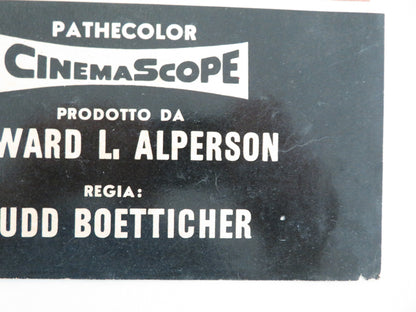 PATHECOLOR
CINEMASCOPE
PRODOTTO DA
WARD L. ALPERSON
REGIA:
UDD BOETTICHER